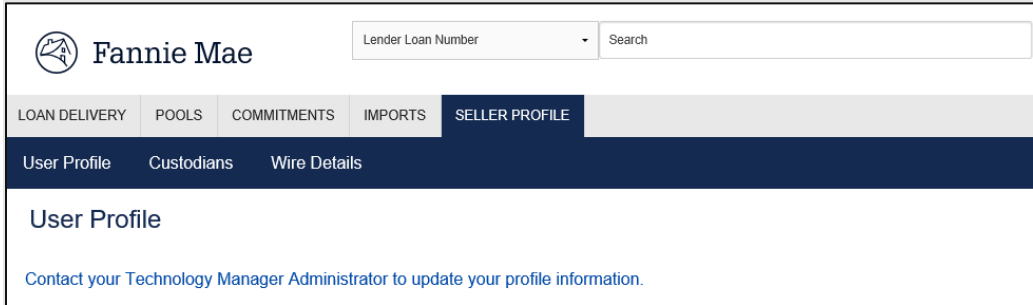 Fannie Mae
Lender Loan Number Search
LOAN DELIVERY POOLS COMMITMENTS IMPORTS SELLER PROFILE
User Profile Custodians Wire Details
User Profile
Contact your Technology Manager Administrator to update your profile information.